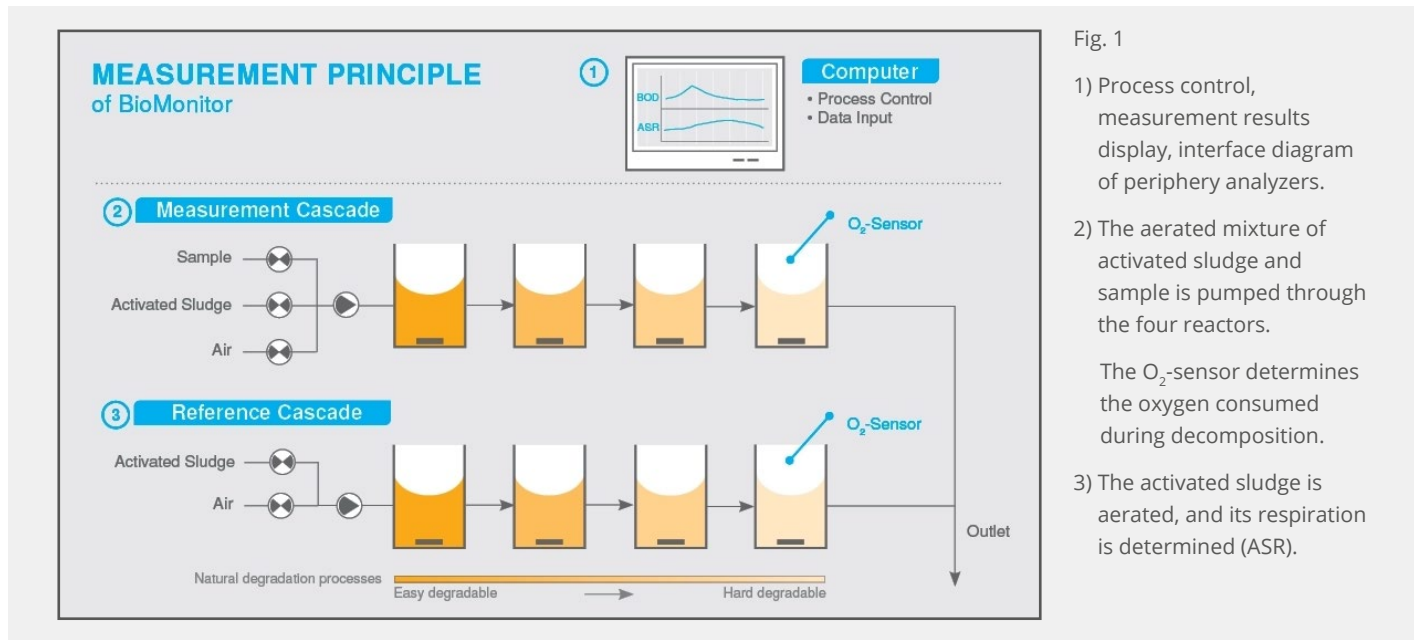 MEASUREMENT PRINCIPLE
of BioMonitor
1
BOD
ASR
Computer
• Process Control
• Data Input
2 Measurement Cascade
Sample
Activated Sludge
Air
O₂-Sensor
3 Reference Cascade
Activated Sludge
Air
O₂-Sensor
Outlet
Natural degradation processes
Easy degradable
Hard degradable
Fig. 1
1) Process control,
measurement results
display, interface diagram
of periphery analyzers.
2) The aerated mixture of
activated sludge and
sample is pumped through
the four reactors.
The O₂-sensor determines
the oxygen consumed
during decomposition.
3) The activated sludge is
aerated, and its respiration
is determined (ASR).